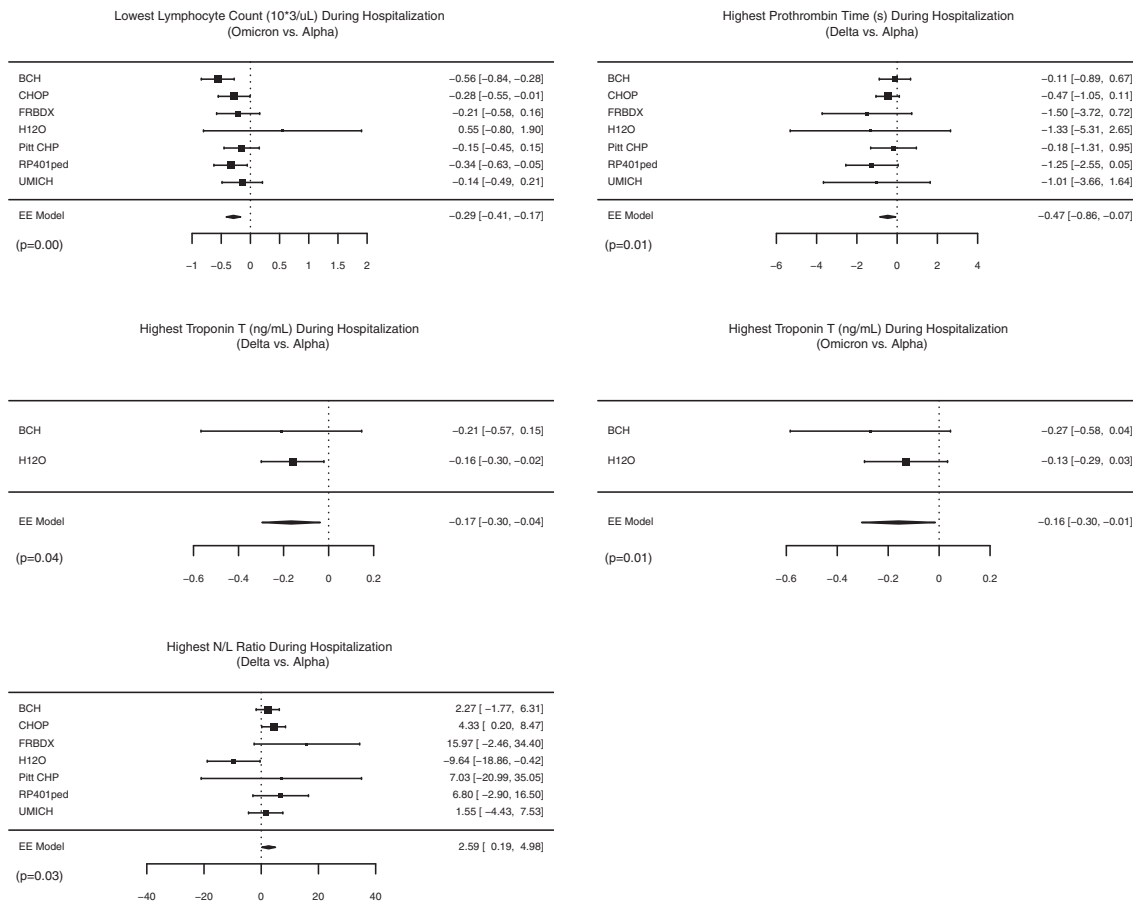 Lowest Lymphocyte Count (10*3/uL) During Hospitalization
(Omicron vs. Alpha)
BCH −0.56 [−0.84, −0.28]
CHOP −0.28 [−0.55, −0.01]
FRBDX −0.21 [−0.58, 0.16]
H12O 0.55 [−0.80, 1.90]
Pitt CHP −0.15 [−0.45, 0.15]
RP401ped −0.34 [−0.63, −0.05]
UMICH −0.14 [−0.49, 0.21]
EE Model −0.29 [−0.41, −0.17]
(p=0.00)
−1 −0.5 0 0.5 1 1.5 2
Highest Prothrombin Time (s) During Hospitalization
(Delta vs. Alpha)
BCH −0.11 [−0.89, 0.67]
CHOP −0.47 [−1.05, 0.11]
FRBDX −1.50 [−3.72, 0.72]
H12O −1.33 [−5.31, 2.65]
Pitt CHP −0.18 [−1.31, 0.95]
RP401ped −1.25 [−2.55, 0.05]
UMICH −1.01 [−3.66, 1.64]
EE Model −0.47 [−0.86, −0.07]
(p=0.01)
−6 −4 −2 0 2 4
Highest Troponin T (ng/mL) During Hospitalization
(Delta vs. Alpha)
BCH −0.21 [−0.57, 0.15]
H12O −0.16 [−0.30, −0.02]
EE Model −0.17 [−0.30, −0.04]
(p=0.04)
−0.6 −0.4 −0.2 0 0.2
Highest Troponin T (ng/mL) During Hospitalization
(Omicron vs. Alpha)
BCH −0.27 [−0.58, 0.04]
H12O −0.13 [−0.29, 0.03]
EE Model −0.16 [−0.30, −0.01]
(p=0.01)
−0.6 −0.4 −0.2 0 0.2
Highest N/L Ratio During Hospitalization
(Delta vs. Alpha)
BCH 2.27 [ −1.77, 6.31]
CHOP 4.33 [ 0.20, 8.47]
FRBDX 15.97 [ −2.46, 34.40]
H12O −9.64 [−18.86, −0.42]
Pitt CHP 7.03 [−20.99, 35.05]
RP401ped 6.80 [ −2.90, 16.50]
UMICH 1.55 [ −4.43, 7.53]
EE Model 2.59 [ 0.19, 4.98]
(p=0.03)
−40 −20 0 20 40